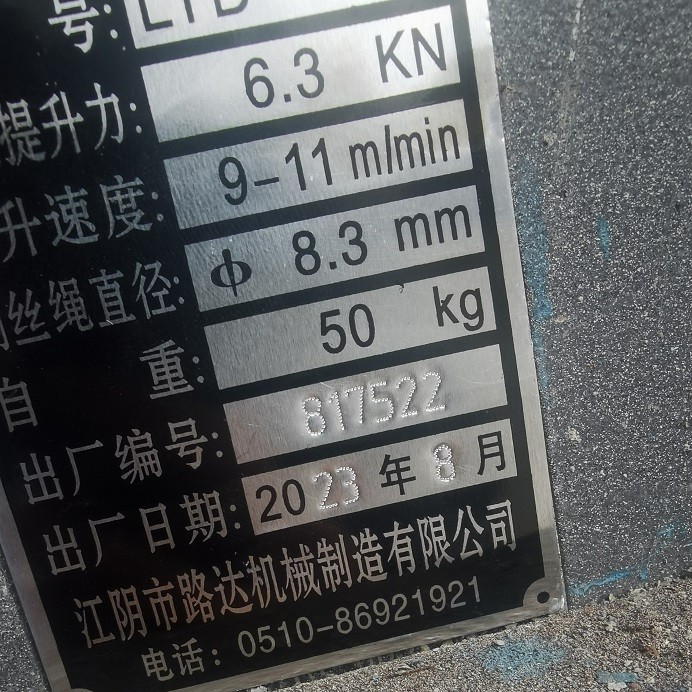 号: LTD
提升力: 6.3 KN
升速度: 9-11 m/min
丝绳直径: ф 8.3 mm
自 重: 50 kg
出厂编号: 817522
出厂日期: 2023 年 8 月
江阴市路达机械制造有限公司
电话: 0510-86921921